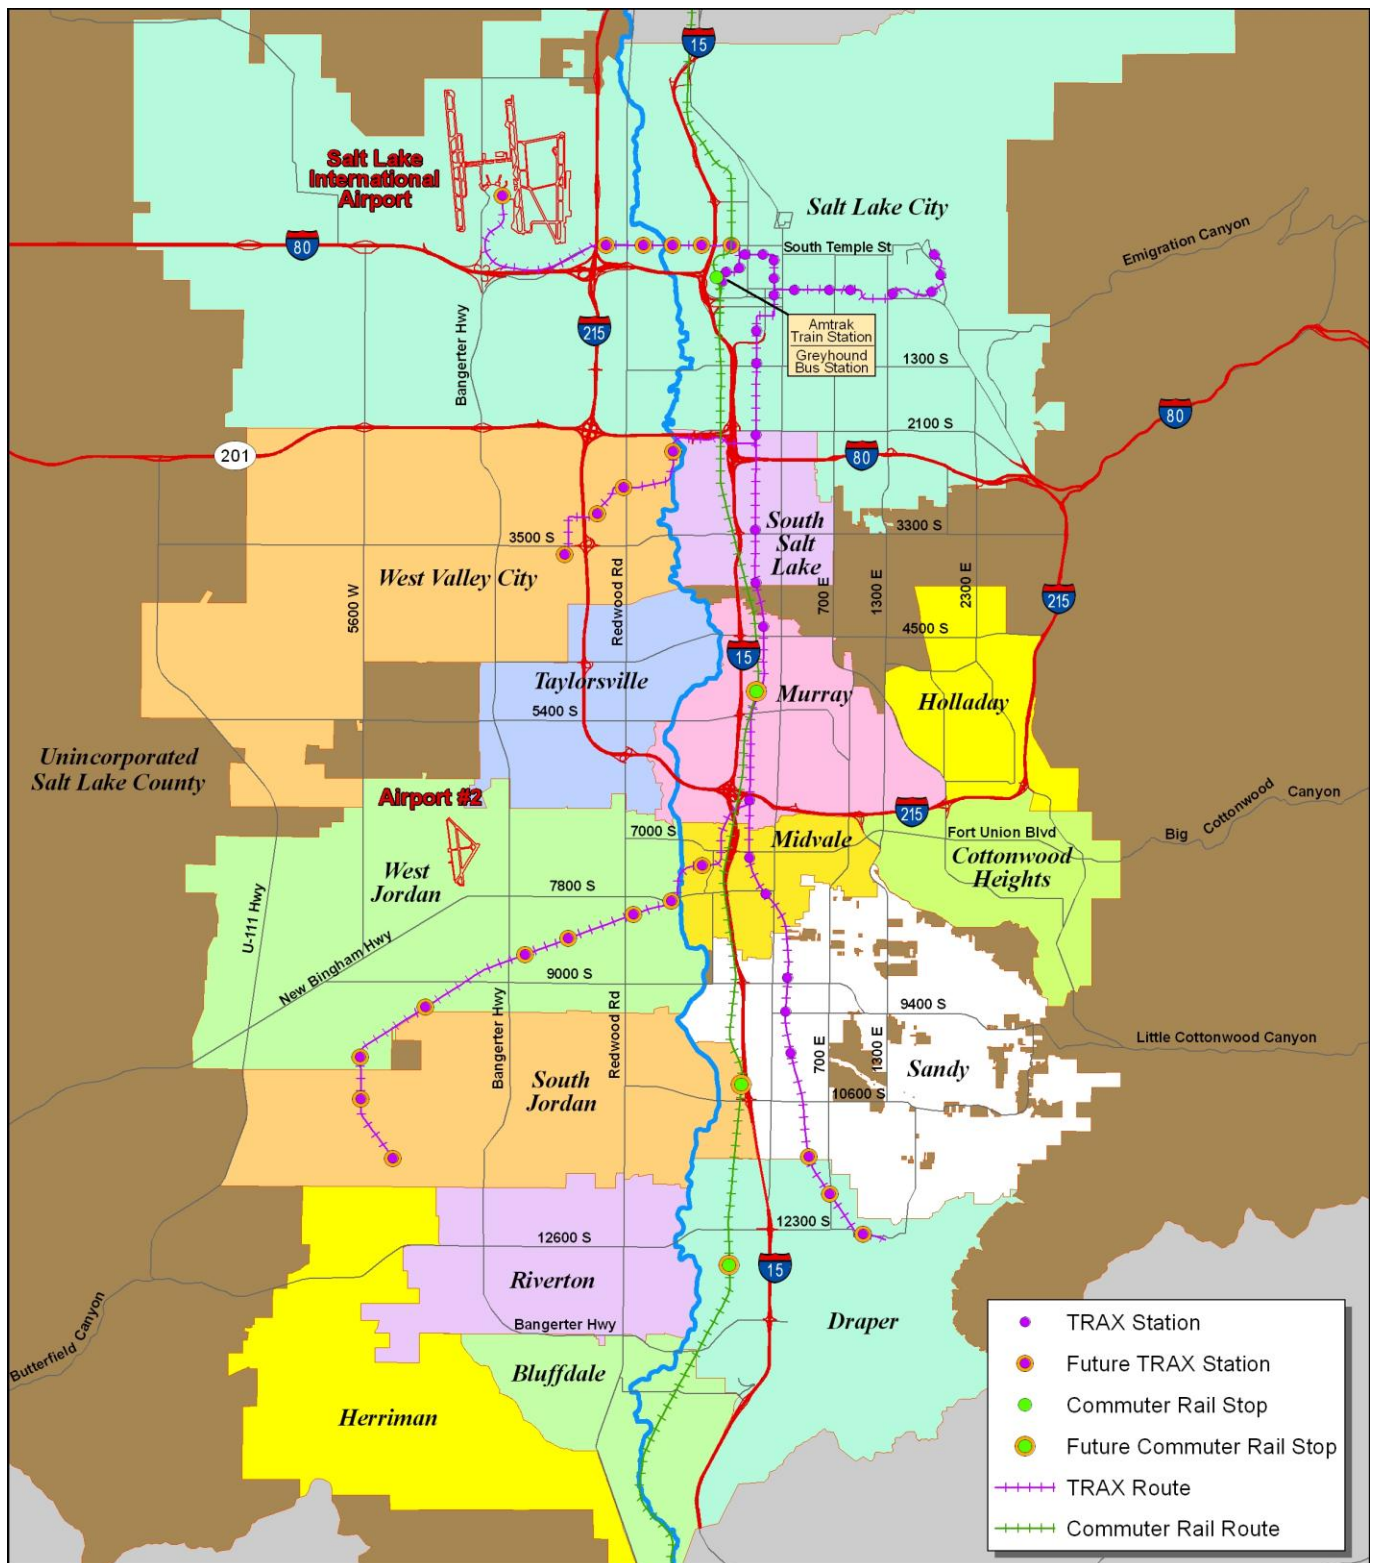 15
Salt Lake
International
Airport
Salt Lake City
Emigration Canyon
80
South Temple St
Bangerter Hwy
215
Amtrak
Train Station
Greyhound
Bus Station
1300 S
80
2100 S
201
80
3500 S
South
Salt
Lake
3300 S
West Valley City
5600 W
Redwood Rd
700 E
1300 E
2300 E
215
4500 S
15
Taylorsville
Murray
Holladay
5400 S
Unincorporated
Salt Lake County
Airport #2
215
Big Cottonwood Canyon
7000 S
Midvale
Fort Union Blvd
Cottonwood
Heights
West
Jordan
7800 S
U-111 Hwy
New Bingham Hwy
9000 S
9400 S
Bangerter Hwy
Redwood Rd
700 E
1300 E
Little Cottonwood Canyon
Sandy
South
Jordan
10600 S
12300 S
12600 S
15
Riverton
Butterfield Canyon
Bangerter Hwy
Draper
Bluffdale
Herriman
TRAX Station
Future TRAX Station
Commuter Rail Stop
Future Commuter Rail Stop
TRAX Route
Commuter Rail Route